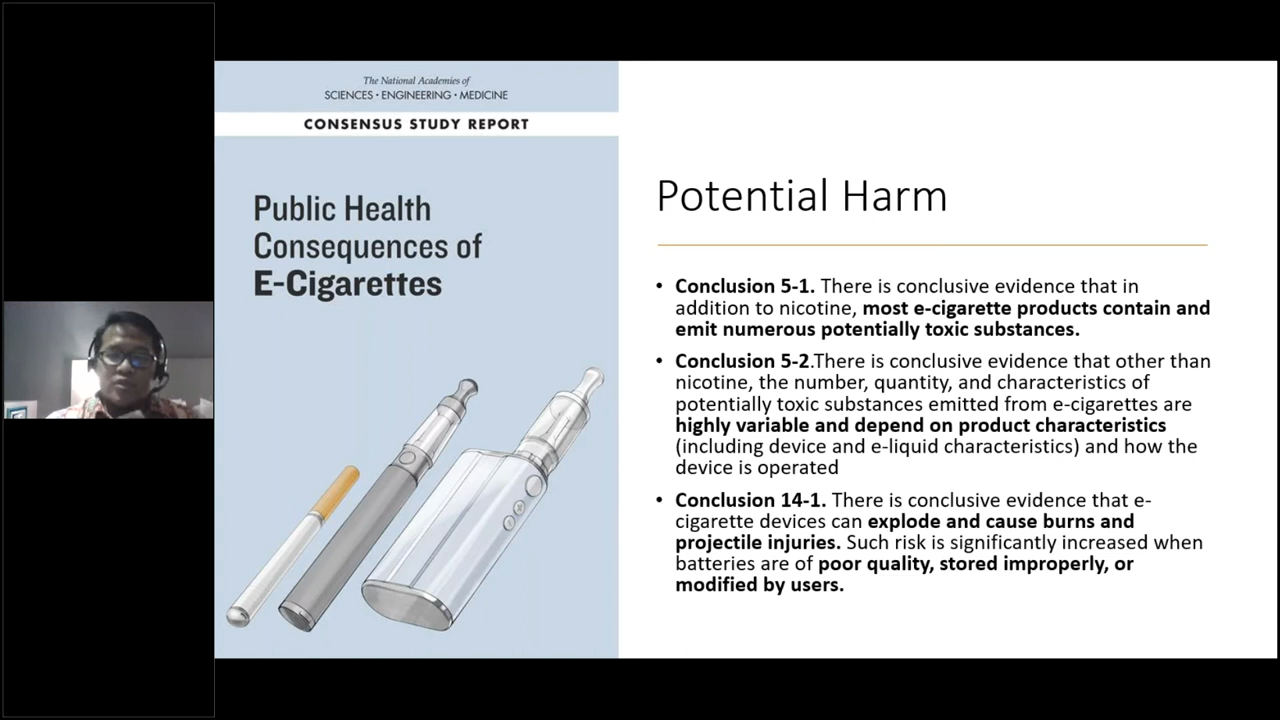 The National Academies of
SCIENCES • ENGINEERING • MEDICINE
CONSENSUS STUDY REPORT
Public Health
Consequences of
E-Cigarettes
Potential Harm
• Conclusion 5-1. There is conclusive evidence that in
addition to nicotine, most e-cigarette products contain and
emit numerous potentially toxic substances.
• Conclusion 5-2.There is conclusive evidence that other than
nicotine, the number, quantity, and characteristics of
potentially toxic substances emitted from e-cigarettes are
highly variable and depend on product characteristics
(including device and e-liquid characteristics) and how the
device is operated
• Conclusion 14-1. There is conclusive evidence that e-
cigarette devices can explode and cause burns and
projectile injuries. Such risk is significantly increased when
batteries are of poor quality, stored improperly, or
modified by users.